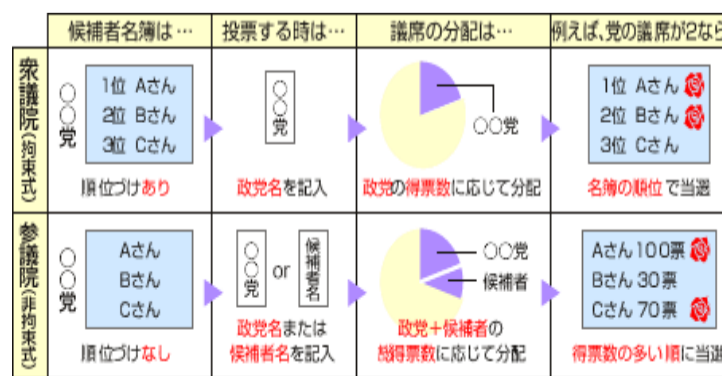 候補者名簿は…
投票する時は…
議席の分配は…
例えば、党の議席が2なら
衆議院(拘束式)
○○党
1位 Aさん
2位 Bさん
3位 Cさん
順位づけあり
○○党
政党名を記入
○○党
政党の得票数に応じて分配
1位 Aさん
2位 Bさん
3位 Cさん
名簿の順位で当選
参議院(非拘束式)
○○党
Aさん
Bさん
Cさん
順位づけなし
○○党
or
候補者名
政党名または
候補者名を記入
○○党
候補者
政党+候補者の
総得票数に応じて分配
Aさん100票
Bさん 30票
Cさん 70票
得票数の多い順に当選